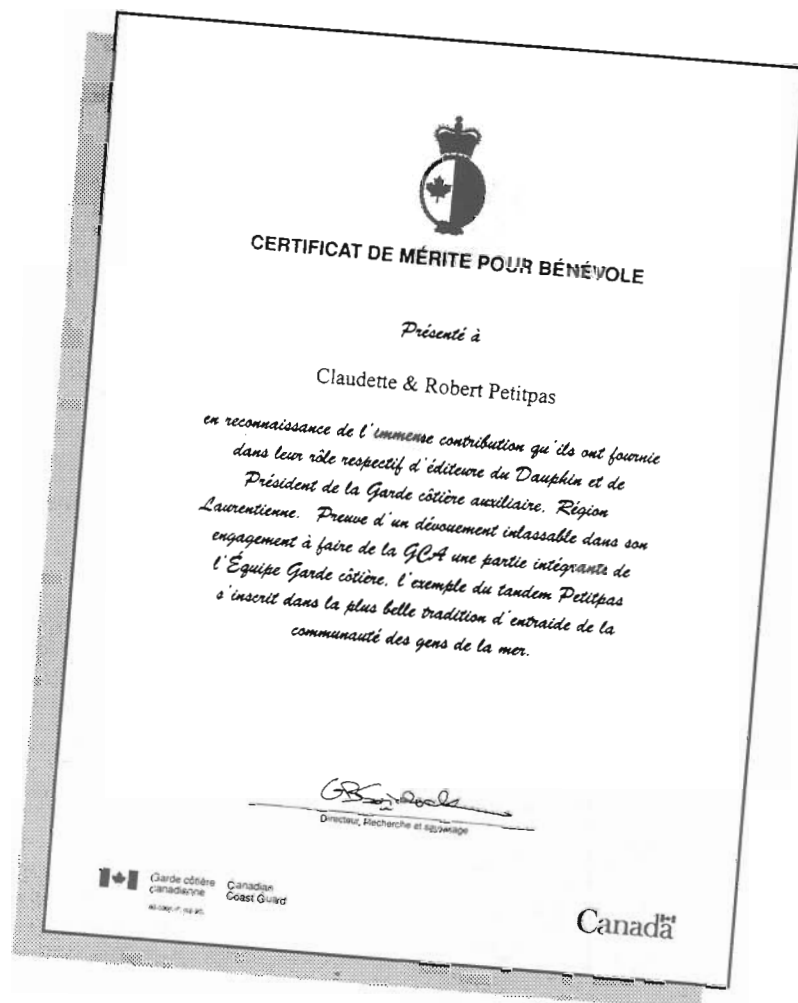 CERTIFICAT DE MÉRITE POUR BÉNÉVOLE
Présenté à
Claudette & Robert Petitpas
en reconnaissance de l'immense contribution qu'ils ont fournie
dans leur rôle respectif d'éditeure du Dauphin et de
Président de la Garde côtière auxiliaire, Région
Laurentienne. Preuve d'un dévouement inlassable dans son
engagement à faire de la GCA une partie intégrante de
l'Équipe Garde côtière, l'exemple du tandem Petitpas
s'inscrit dans la plus belle tradition d'entraide de la
communauté des gens de la mer.
Directeur, Recherche et sauvetage
Garde côtière Canadian
canadienne Coast Guard
Canada